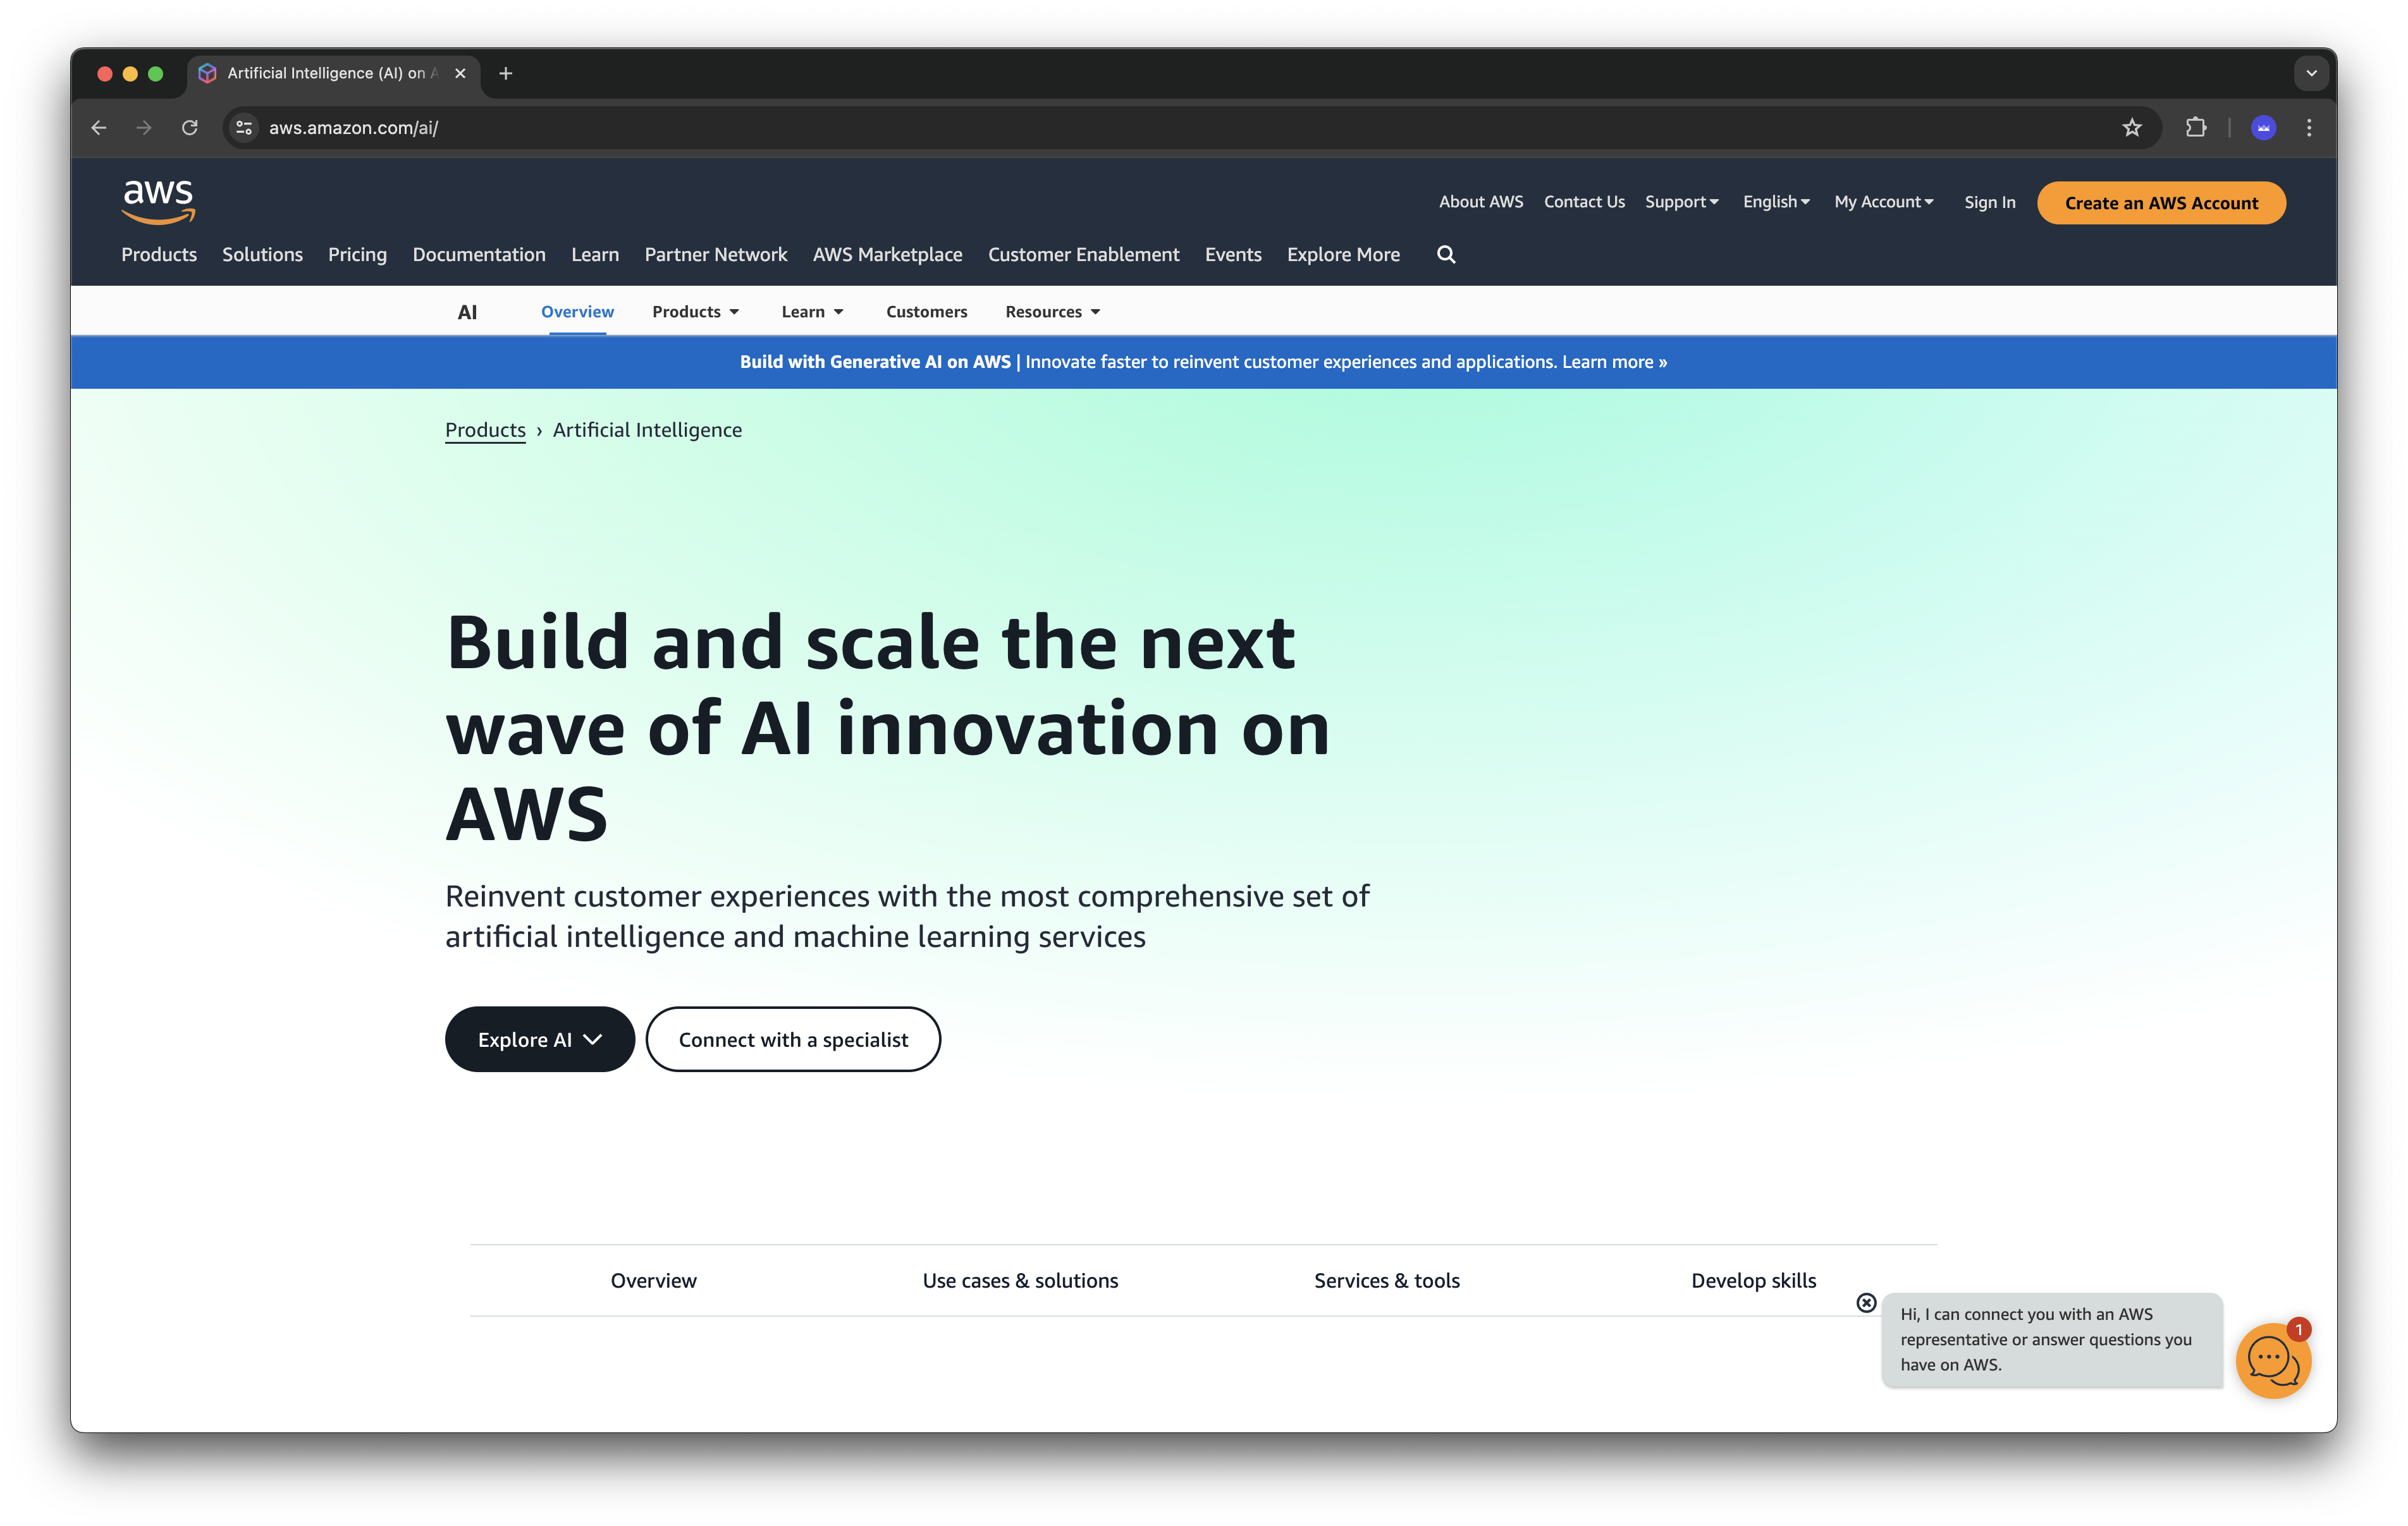 Artificial Intelligence (AI) on
aws.amazon.com/ai/
aws
About AWS Contact Us Support English My Account Sign In Create an AWS Account
Products Solutions Pricing Documentation Learn Partner Network AWS Marketplace Customer Enablement Events Explore More
AI Overview Products Learn Customers Resources
Build with Generative AI on AWS | Innovate faster to reinvent customer experiences and applications. Learn more »
Products › Artificial Intelligence
Build and scale the next
wave of AI innovation on
AWS
Reinvent customer experiences with the most comprehensive set of
artificial intelligence and machine learning services
Explore AI Connect with a specialist
Overview Use cases & solutions Services & tools Develop skills
Hi, I can connect you with an AWS
representative or answer questions you
have on AWS.
1